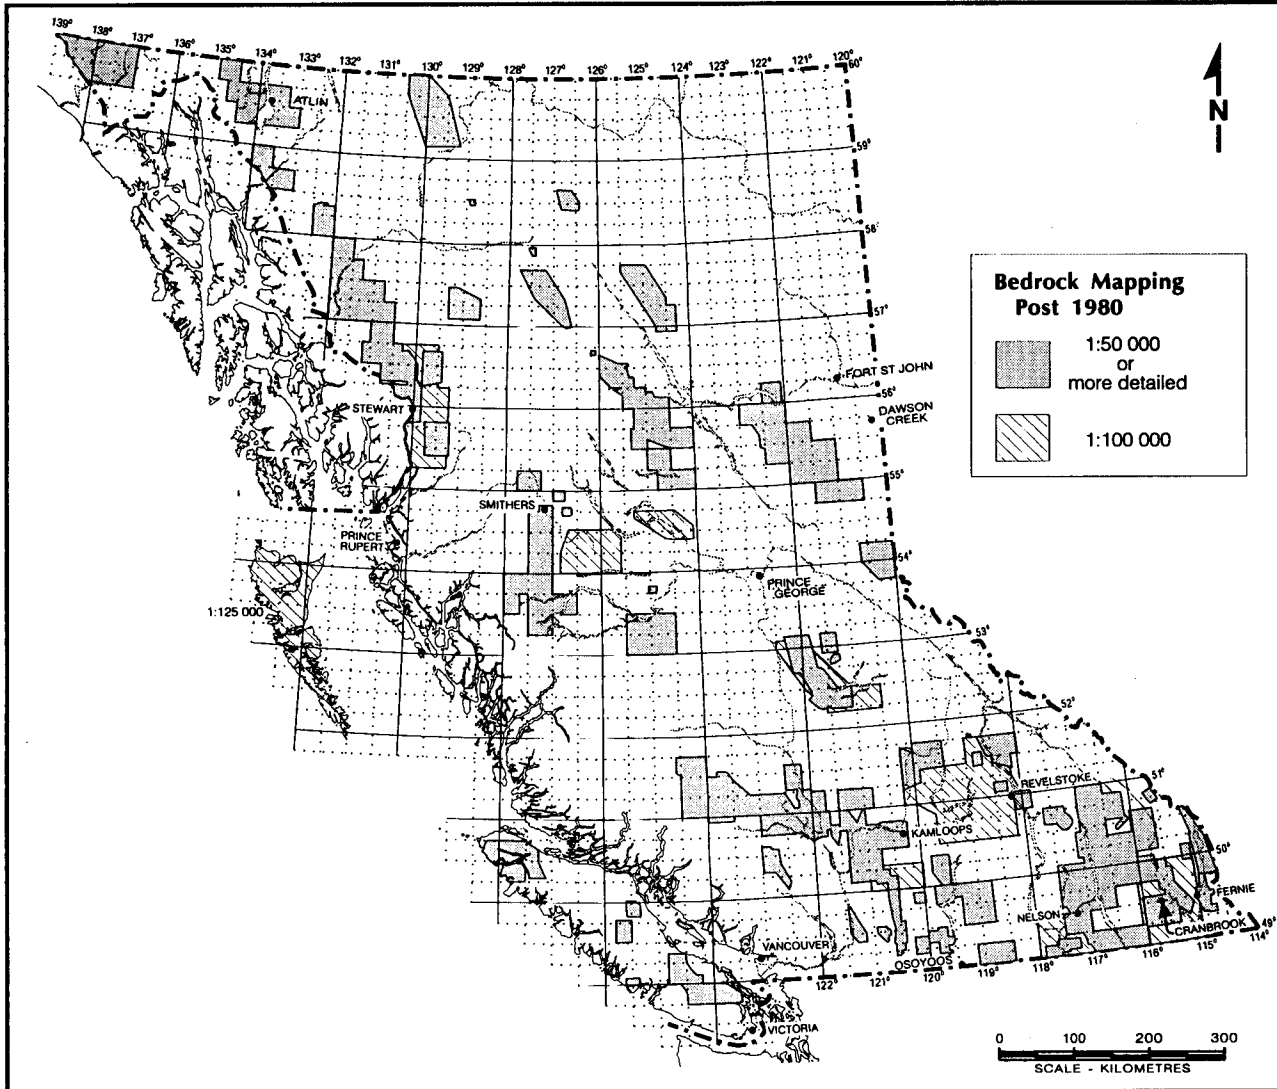 139° 138° 137° 136° 135° 134° 133° 132° 131° 130° 129° 128° 127° 126° 125° 124° 123° 122° 121° 120°
60°
N
ATLIN
59°
58°
Bedrock Mapping
Post 1980
1:50 000
or
more detailed
1:100 000
57°
FORT ST JOHN
56°
STEWART
DAWSON
CREEK
55°
SMITHERS
PRINCE
RUPERT
54°
PRINCE
GEORGE
1:125 000
53°
52°
51°
REVELSTOKE
KAMLOOPS
50°
FERNIE
NELSON
CRANBROOK
49°
VANCOUVER
OSOYOOS
122° 121° 120° 119° 118° 117° 116° 115° 114°
VICTORIA
0 100 200 300
SCALE - KILOMETRES